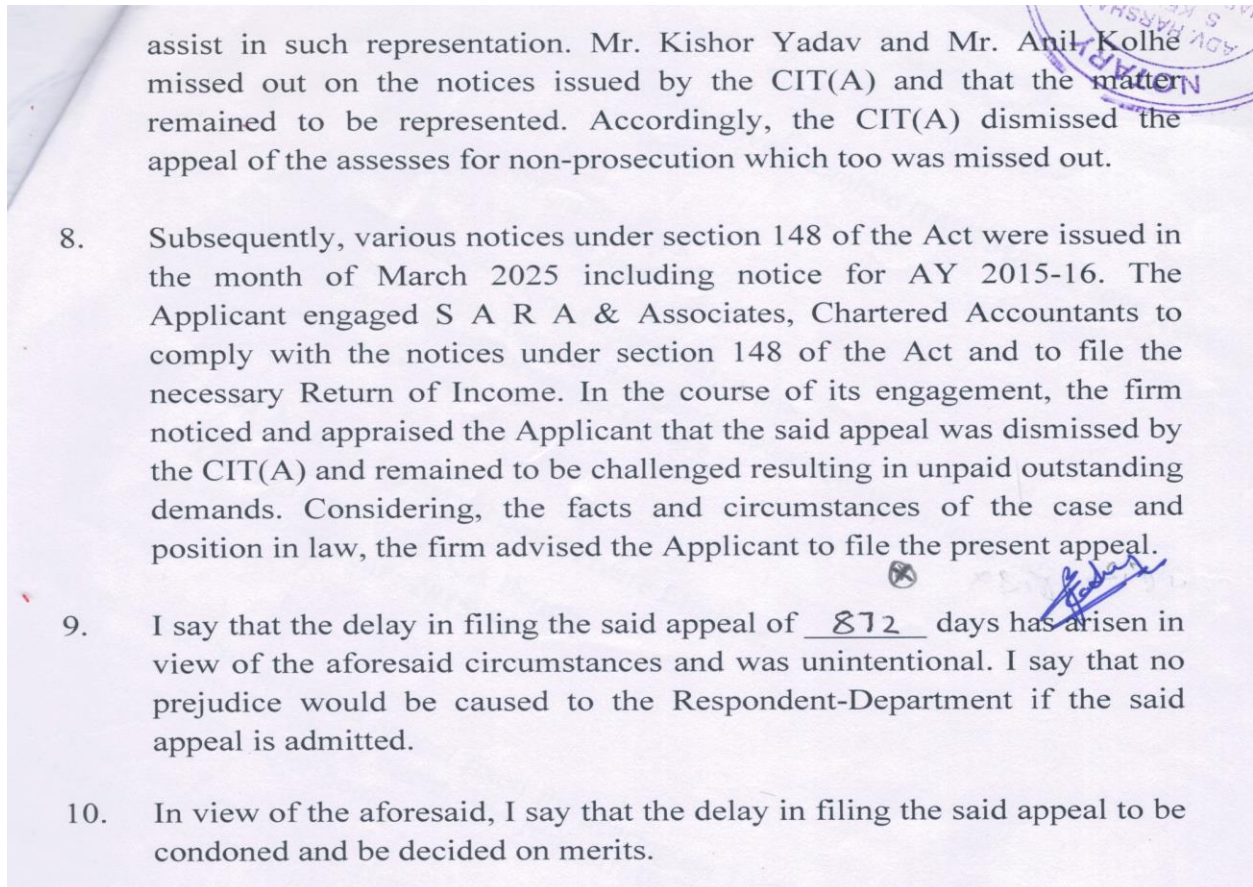 assist in such representation. Mr. Kishor Yadav and Mr. Anil Kolhe
missed out on the notices issued by the CIT(A) and that the matter
remained to be represented. Accordingly, the CIT(A) dismissed the
appeal of the assesses for non-prosecution which too was missed out.
8. Subsequently, various notices under section 148 of the Act were issued in
the month of March 2025 including notice for AY 2015-16. The
Applicant engaged S A R A & Associates, Chartered Accountants to
comply with the notices under section 148 of the Act and to file the
necessary Return of Income. In the course of its engagement, the firm
noticed and appraised the Applicant that the said appeal was dismissed by
the CIT(A) and remained to be challenged resulting in unpaid outstanding
demands. Considering, the facts and circumstances of the case and
position in law, the firm advised the Applicant to file the present appeal.
9. I say that the delay in filing the said appeal of 872 days has arisen in
view of the aforesaid circumstances and was unintentional. I say that no
prejudice would be caused to the Respondent-Department if the said
appeal is admitted.
10. In view of the aforesaid, I say that the delay in filing the said appeal to be
condoned and be decided on merits.
NOTARY
ADV. HARSHA